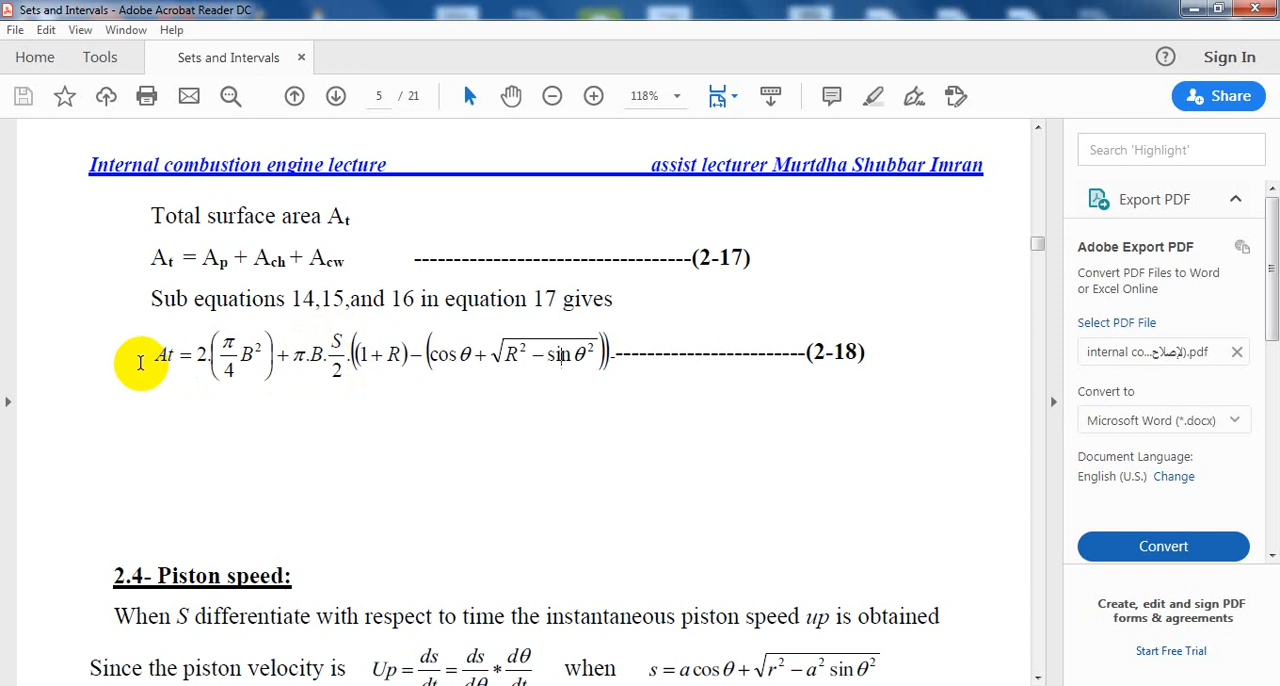 Sets and Intervals - Adobe Acrobat Reader DC
File Edit View Window Help
Home Tools Sets and Intervals × ? Sign In
5 / 21 118% Share
Internal combustion engine lecture assist lecturer Murtdha Shubbar Imran
Total surface area At
At = Ap + Ach + Acw ----------------------------------(2-17)
Sub equations 14,15,and 16 in equation 17 gives
At = 2.(π/4 B²) + π.B.S/2.((1 + R) − (cos θ + √(R² − sin θ²)).------------------------(2-18)
2.4- Piston speed:
When S differentiate with respect to time the instantaneous piston speed up is obtained
Since the piston velocity is Up = ds/dt = ds/dθ * dθ/dt when s = a cos θ + √(r² − a² sin θ²)
Search 'Highlight'
Export PDF
Adobe Export PDF
Convert PDF Files to Word
or Excel Online
Select PDF File
internal co...الإصلاح).pdf ×
Convert to
Microsoft Word (*.docx)
Document Language:
English (U.S.) Change
Convert
Create, edit and sign PDF
forms & agreements
Start Free Trial